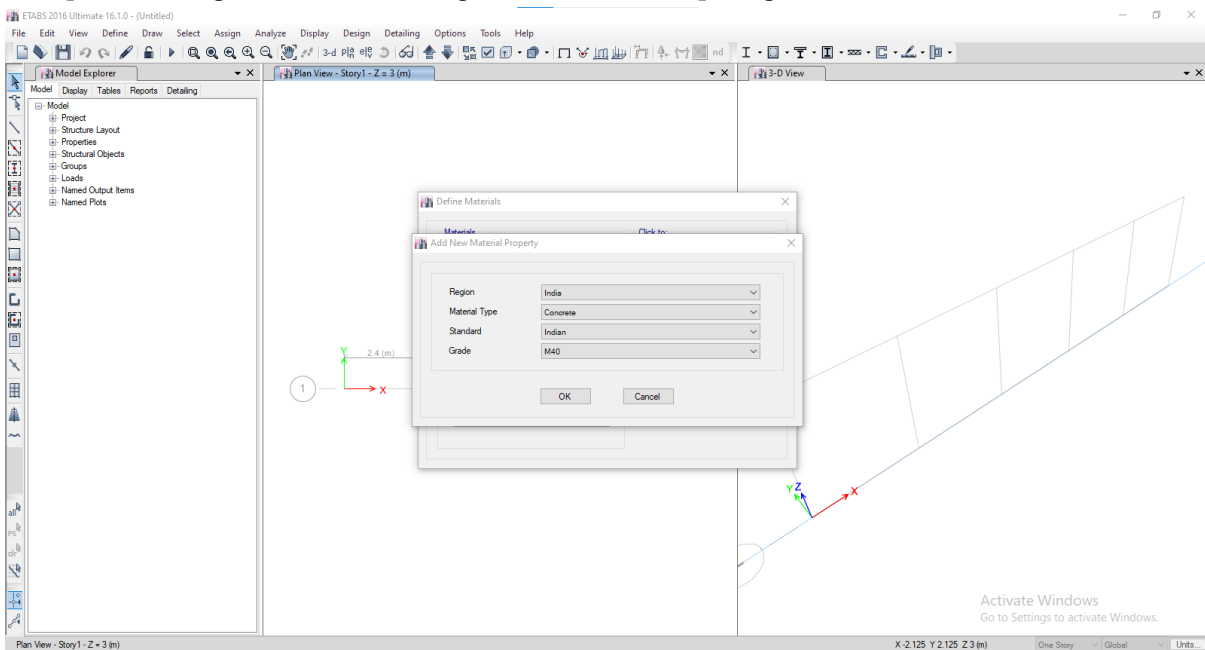 ETABS 2016 Ultimate 16.1.0 - (Untitled)
File Edit View Define Draw Select Assign Analyze Display Design Detailing Options Tools Help
3-d nd
Model Explorer
Plan View - Story1 - Z = 3 (m)
3-D View
Model Display Tables Reports Detailing
Model
Project
Structure Layout
Properties
Structural Objects
Groups
Loads
Named Output Items
Named Plots
Define Materials
Materials
Click to:
Add New Material Property
Region India
Material Type Concrete
Standard Indian
Grade M40
OK Cancel
Y 2.4 (m)
1 X
Y Z X
all
ps
clr
Activate Windows
Go to Settings to activate Windows.
Plan View - Story1 - Z = 3 (m)
X -2.125 Y 2.125 Z 3 (m)
One Story Global Units...